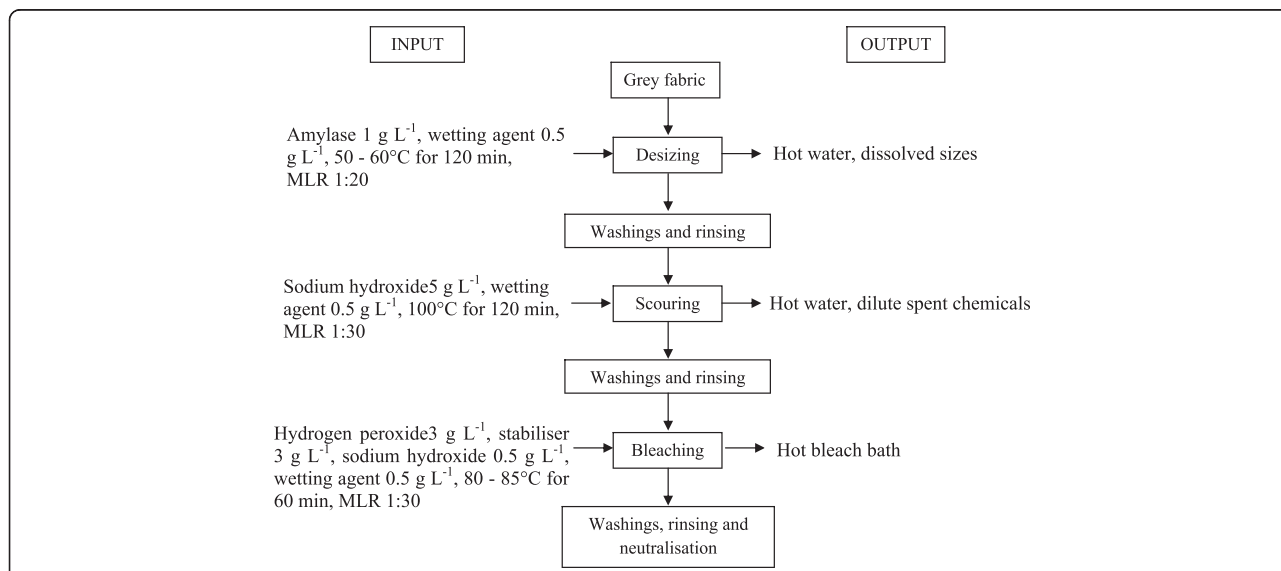 INPUT
OUTPUT
Grey fabric
Amylase 1 g L-1, wetting agent 0.5
g L-1, 50 - 60°C for 120 min,
MLR 1:20
Desizing
Hot water, dissolved sizes
Washings and rinsing
Sodium hydroxide5 g L-1, wetting
agent 0.5 g L-1, 100°C for 120 min,
MLR 1:30
Scouring
Hot water, dilute spent chemicals
Washings and rinsing
Hydrogen peroxide3 g L-1, stabiliser
3 g L-1, sodium hydroxide 0.5 g L-1,
wetting agent 0.5 g L-1, 80 - 85°C for
60 min, MLR 1:30
Bleaching
Hot bleach bath
Washings, rinsing and
neutralisation